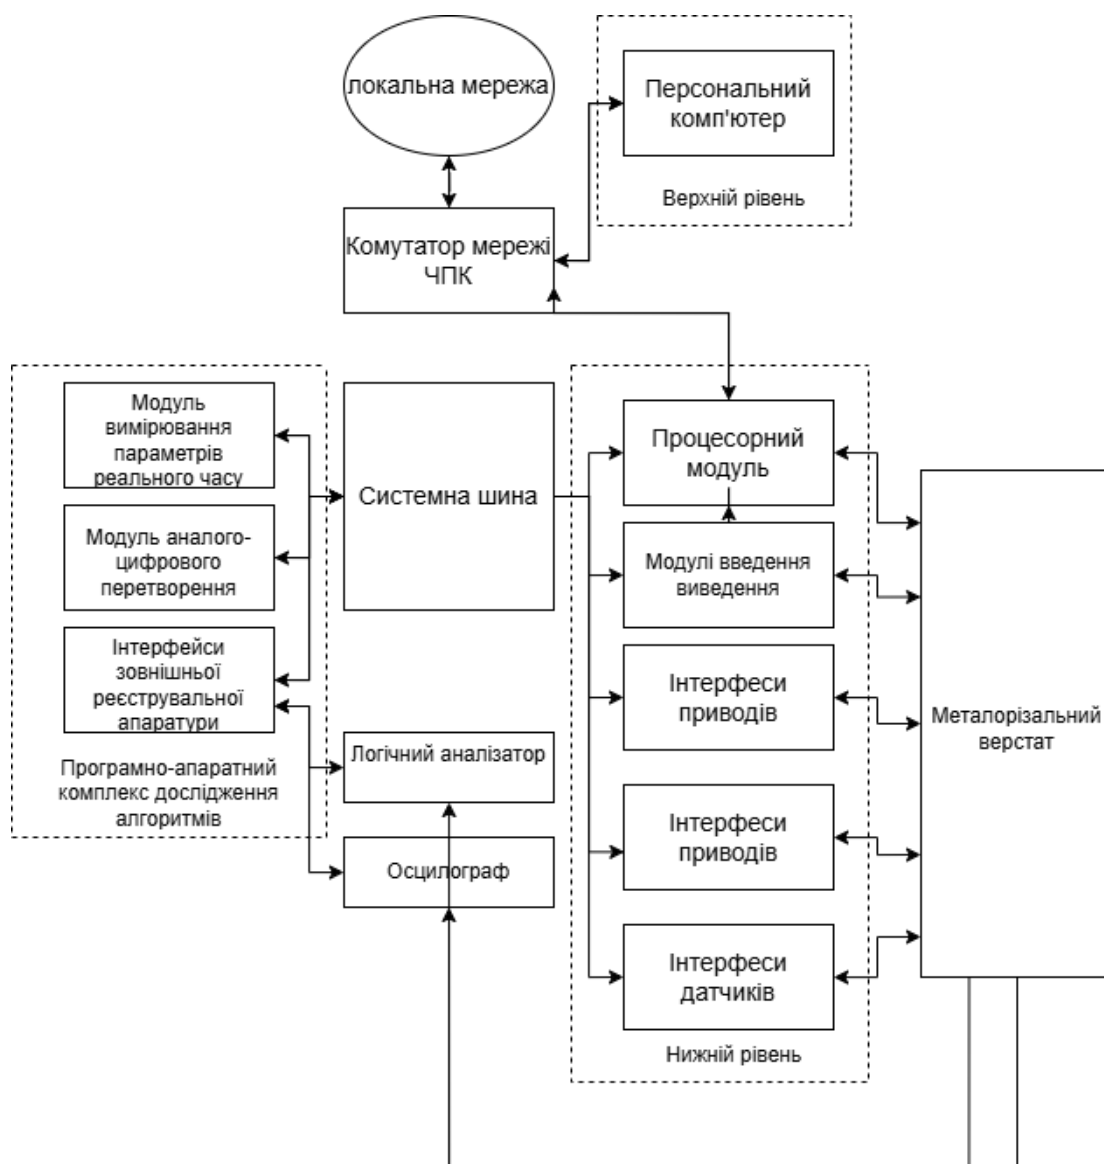 локальна мережа
Персональний
комп'ютер
Верхній рівень
Комутатор мережі
ЧПК
Модуль
вимірювання
параметрів
реального часу
Модуль аналого-
цифрового
перетворення
Інтерфейси
зовнішньої
реєструвальної
апаратури
Програмно-апаратний
комплекс дослідження
алгоритмів
Системна шина
Логічний аналізатор
Осцилограф
Процесорний
модуль
Модулі введення
виведення
Інтерфеси
приводів
Інтерфеси
приводів
Інтерфеси
датчиків
Нижній рівень
Металорізальний
верстат